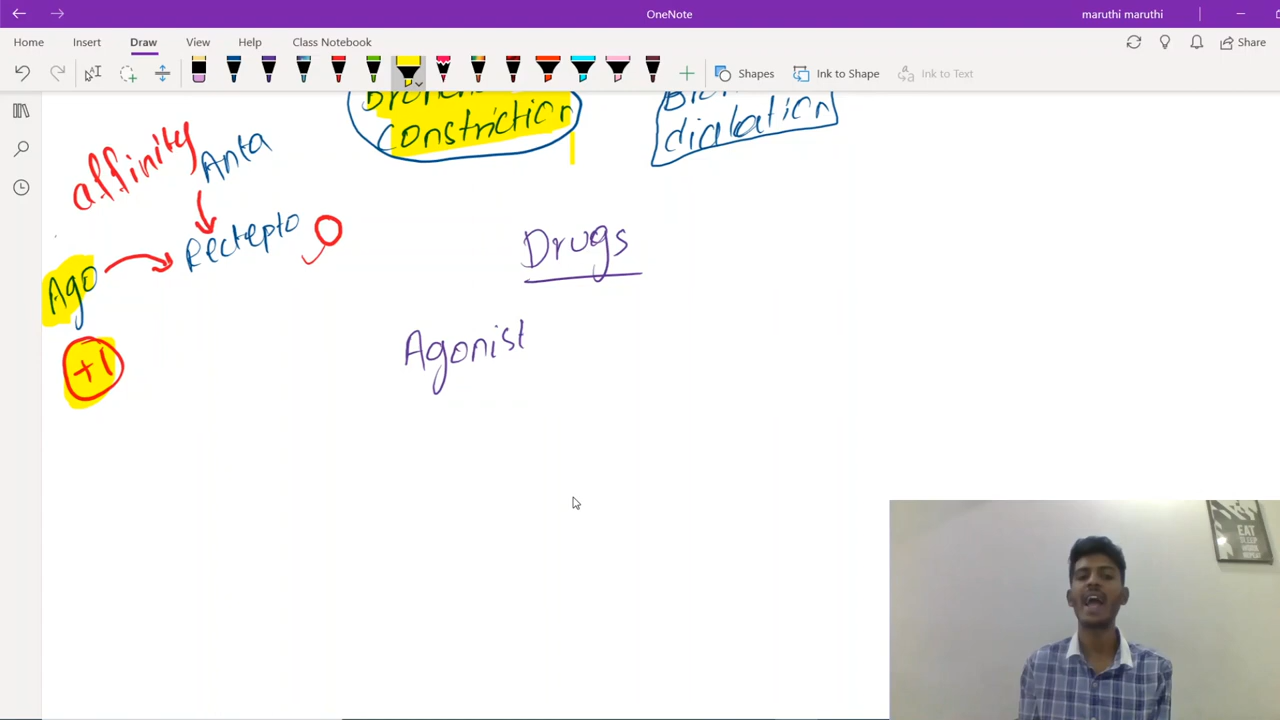 OneNote
maruthi maruthi
Home Insert Draw View Help Class Notebook
Share
Shapes Ink to Shape Ink to Text
constriction
dialation
affinity
Anta
Recepto
Ago
+1
Drugs
Agonist
EAT
SLEEP
WORK
REPEAT